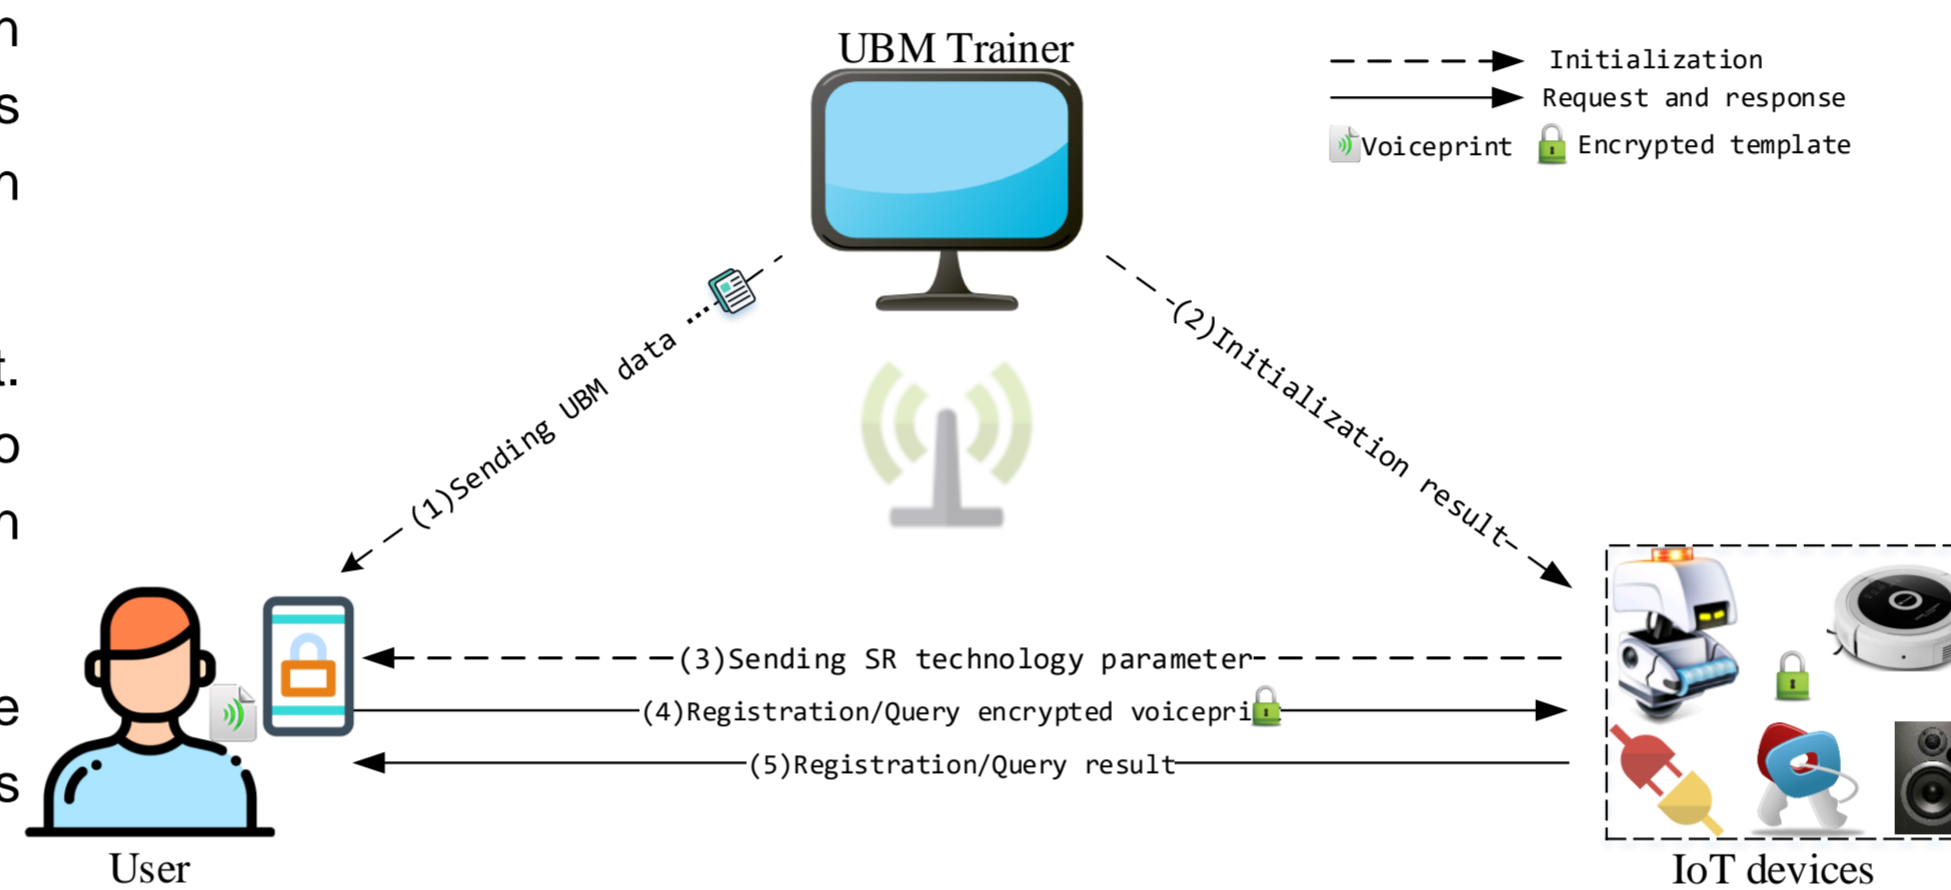 UBM Trainer
Initialization
Request and response
Voiceprint Encrypted template
(1)Sending UBM data ...
(2)Initialization result
(3)Sending SR technology parameter
(4)Registration/Query encrypted
(5)Registration/Query result
User
IoT devices